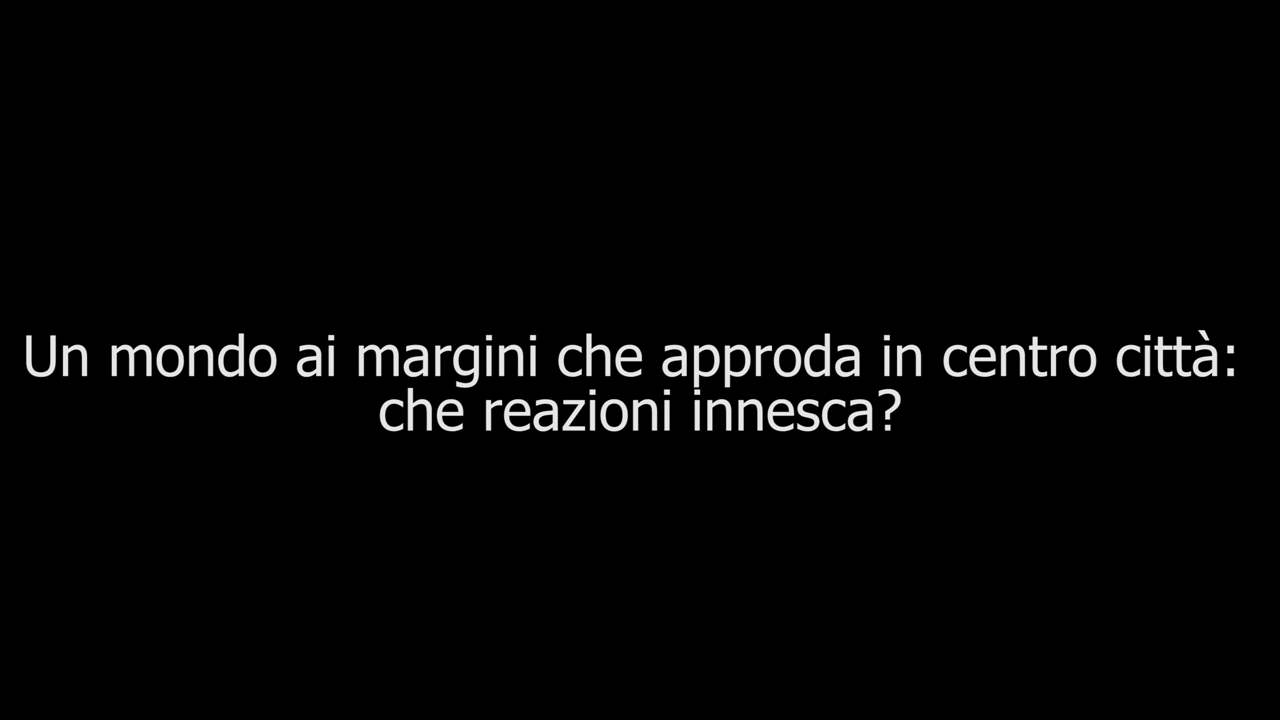 Un mondo ai margini che approda in centro città:
che reazioni innesca?